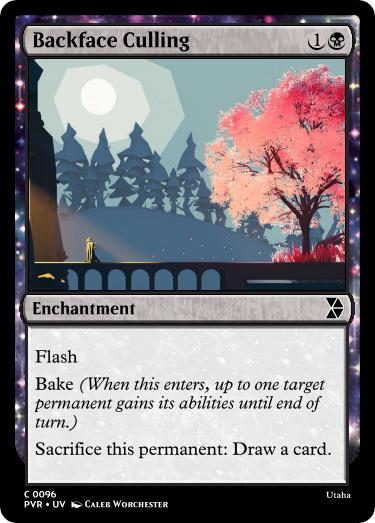 Backface Culling 1
Enchantment
Flash
Bake (When this enters, up to one target
permanent gains its abilities until end of
turn.)
Sacrifice this permanent: Draw a card.
C 0096
PVR • UV Caleb Worchester
Utaha